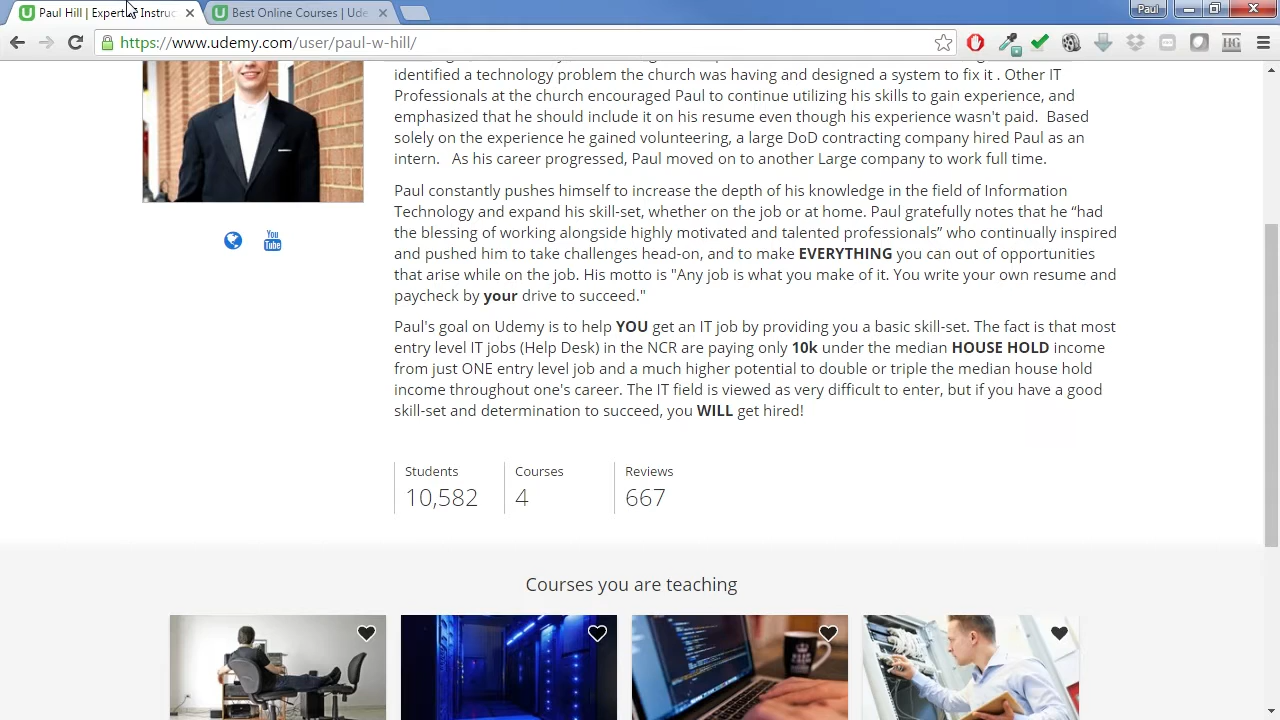 Paul Hill | Expert Instruc
Best Online Courses | Ude
Paul
https://www.udemy.com/user/paul-w-hill/
identified a technology problem the church was having and designed a system to fix it . Other IT
Professionals at the church encouraged Paul to continue utilizing his skills to gain experience, and
emphasized that he should include it on his resume even though his experience wasn't paid.  Based
solely on the experience he gained volunteering, a large DoD contracting company hired Paul as an
intern.   As his career progressed, Paul moved on to another Large company to work full time.
Paul constantly pushes himself to increase the depth of his knowledge in the field of Information
Technology and expand his skill-set, whether on the job or at home. Paul gratefully notes that he “had
the blessing of working alongside highly motivated and talented professionals” who continually inspired
and pushed him to take challenges head-on, and to make EVERYTHING you can out of opportunities
that arise while on the job. His motto is "Any job is what you make of it. You write your own resume and
paycheck by your drive to succeed."
Paul's goal on Udemy is to help YOU get an IT job by providing you a basic skill-set. The fact is that most
entry level IT jobs (Help Desk) in the NCR are paying only 10k under the median HOUSE HOLD income
from just ONE entry level job and a much higher potential to double or triple the median house hold
income throughout one's career. The IT field is viewed as very difficult to enter, but if you have a good
skill-set and determination to succeed, you WILL get hired!
You
Tube
Students
10,582
Courses
4
Reviews
667
Courses you are teaching